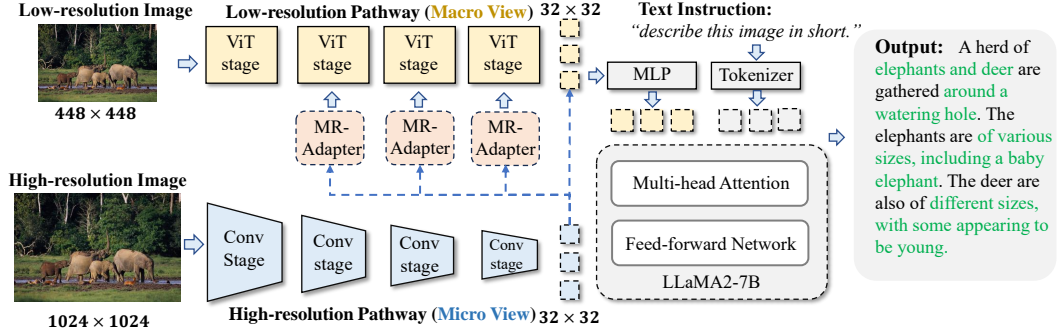 Low-resolution Image
448 × 448
Low-resolution Pathway (Macro View)
32 × 32
ViT
stage
ViT
stage
ViT
stage
ViT
stage
MR-
Adapter
MR-
Adapter
MR-
Adapter
High-resolution Image
1024 × 1024
Conv
Stage
Conv
stage
Conv
stage
Conv
stage
High-resolution Pathway (Micro View)
32 × 32
Text Instruction:
“describe this image in short.”
MLP
Tokenizer
Multi-head Attention
Feed-forward Network
LLaMA2-7B
Output: A herd of
elephants and deer are
gathered around a
watering hole. The
elephants are of various
sizes, including a baby
elephant. The deer are
also of different sizes,
with some appearing to
be young.